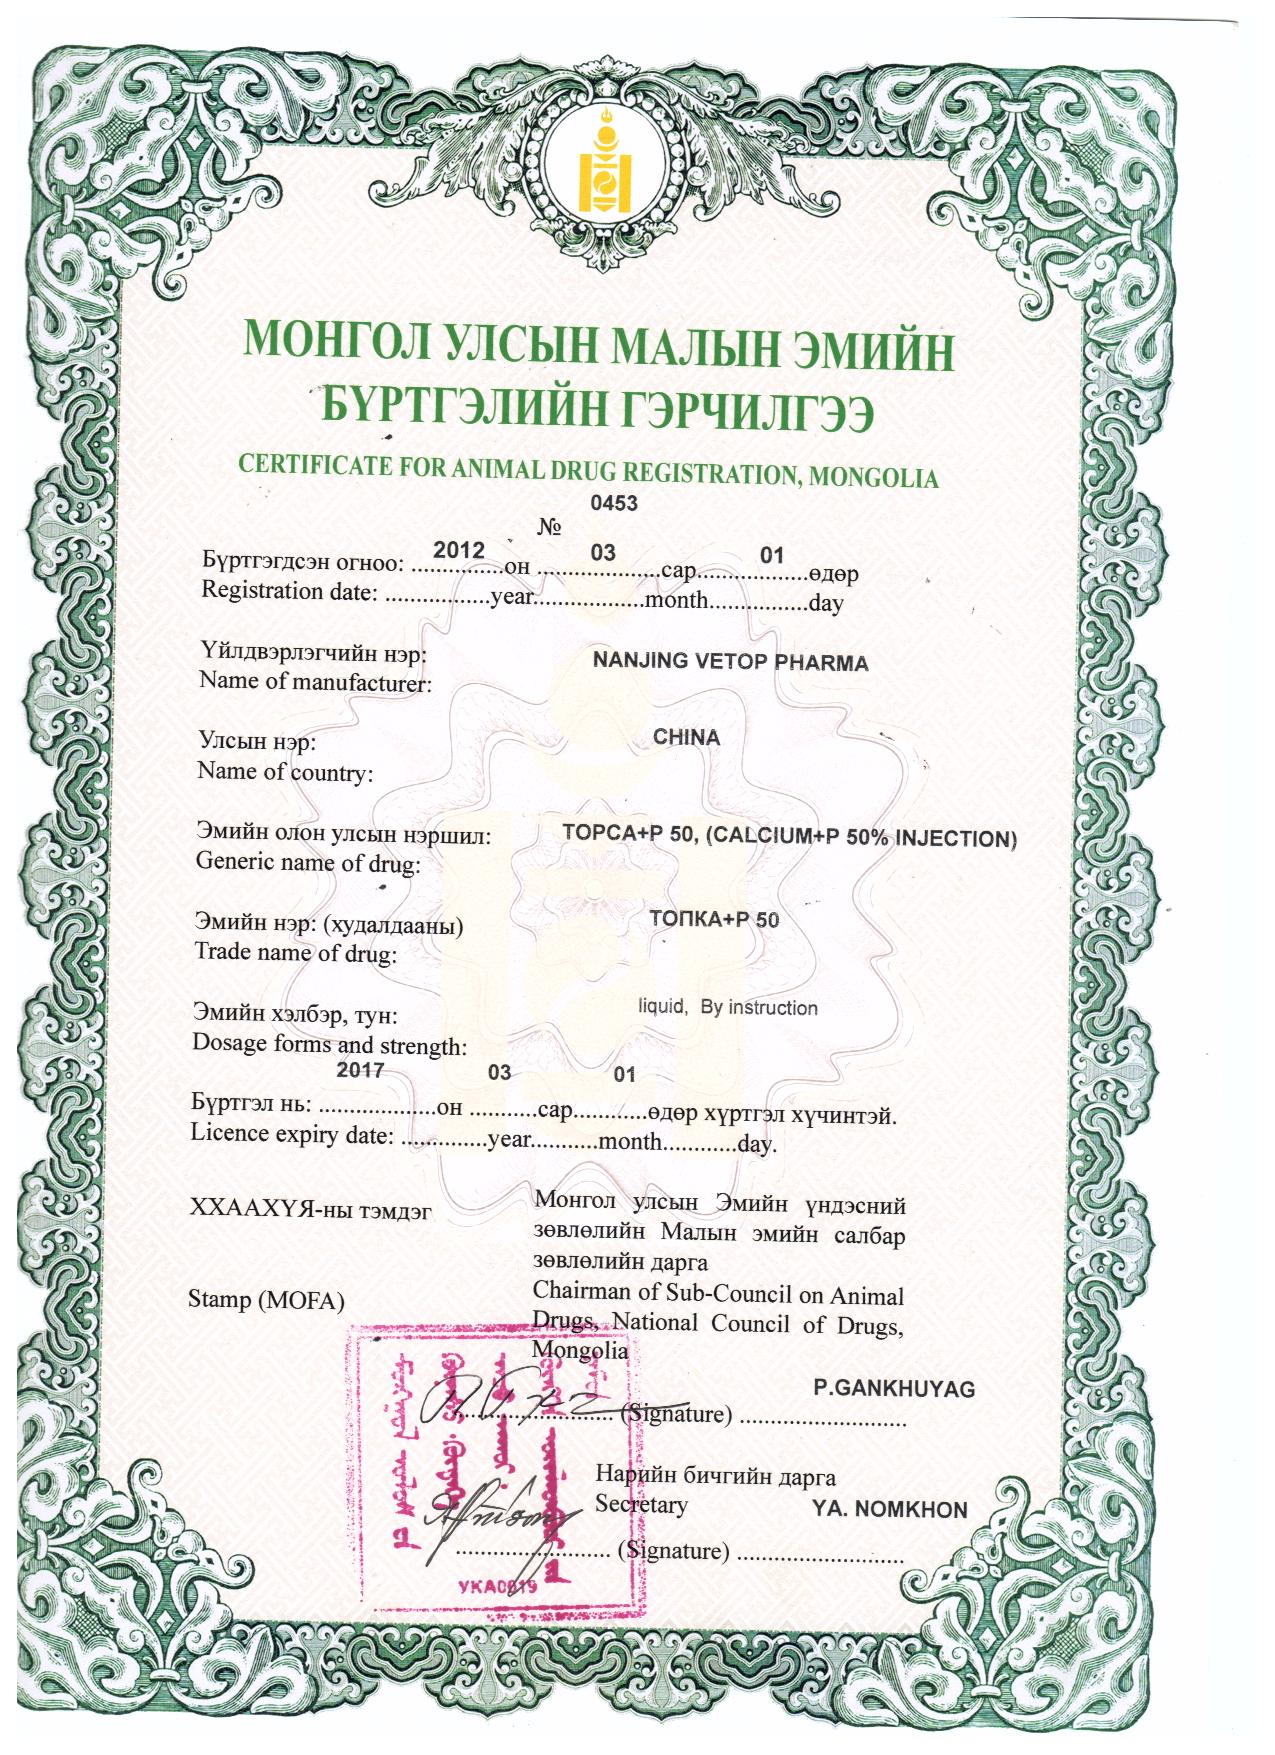 МОНГОЛ УЛСЫН МАЛЫН ЭМИЙН
БҮРТГЭЛИЙН ГЭРЧИЛГЭЭ
CERTIFICATE FOR ANIMAL DRUG REGISTRATION, MONGOLIA
0453
№
2012 03 01
Бүртгэгдсэн огноо: ...............он ....................сар..................өдөр
Registration date: .................year..................month................day
Үйлдвэрлэгчийн нэр:
NANJING VETOP PHARMA
Name of manufacturer:
Улсын нэр:
CHINA
Name of country:
Эмийн олон улсын нэршил:
TOPCA+P 50, (CALCIUM+P 50% INJECTION)
Generic name of drug:
Эмийн нэр: (худалдааны)
ТОПКА+Р 50
Trade name of drug:
Эмийн хэлбэр, тун:
liquid, By instruction
Dosage forms and strength:
2017 03 01
Бүртгэл нь: ...................он ...........сар............өдөр хүртгэл хүчинтэй.
Licence expiry date: ..............year...........month............day.
ХХААХҮЯ-ны тэмдэг
Монгол улсын Эмийн үндэсний
зөвлөлийн Малын эмийн салбар
зөвлөлийн дарга
Stamp (MOFA)
Chairman of Sub-Council on Animal
Drugs, National Council of Drugs,
Mongolia
P.GANKHUYAG
......................... (Signature) ...........................
Нарийн бичгийн дарга
Secretary
YA. NOMKHON
......................... (Signature) ...........................